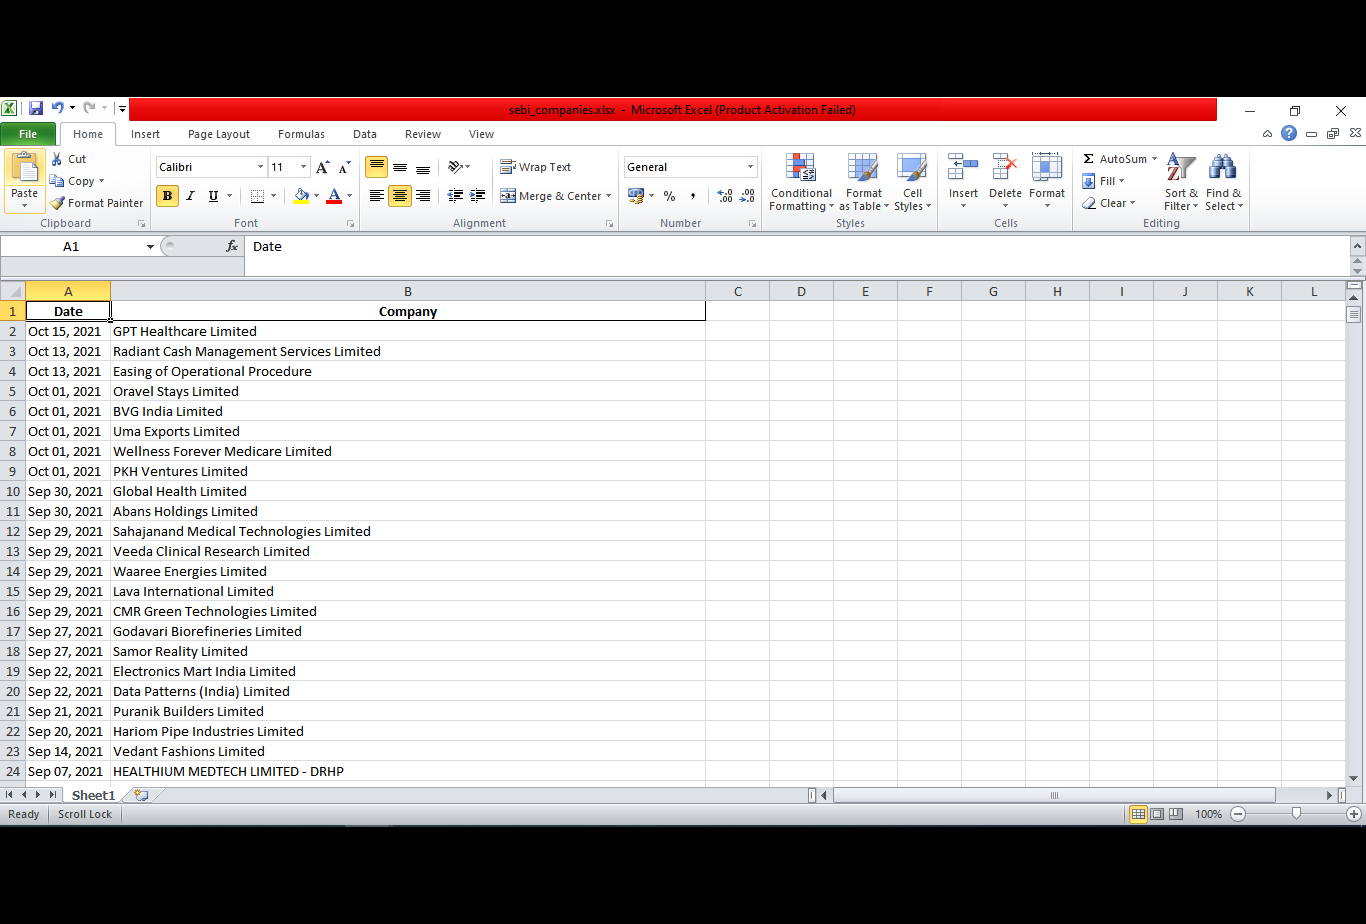 sebi_companies.xlsx - Microsoft Excel (Product Activation Failed)
File Home Insert Page Layout Formulas Data Review View
Paste
Cut
Copy
Format Painter
Clipboard
Calibri 11
B I U
Font
Wrap Text
Merge & Center
Alignment
General
% ,
Number
Conditional Formatting
Format as Table
Cell Styles
Styles
Insert Delete Format
Cells
Σ AutoSum
Fill
Clear
Sort & Filter
Find & Select
Editing
A1 fx Date
A B C D E F G H I J K L
1 Date Company
2 Oct 15, 2021 GPT Healthcare Limited
3 Oct 13, 2021 Radiant Cash Management Services Limited
4 Oct 13, 2021 Easing of Operational Procedure
5 Oct 01, 2021 Oravel Stays Limited
6 Oct 01, 2021 BVG India Limited
7 Oct 01, 2021 Uma Exports Limited
8 Oct 01, 2021 Wellness Forever Medicare Limited
9 Oct 01, 2021 PKH Ventures Limited
10 Sep 30, 2021 Global Health Limited
11 Sep 30, 2021 Abans Holdings Limited
12 Sep 29, 2021 Sahajanand Medical Technologies Limited
13 Sep 29, 2021 Veeda Clinical Research Limited
14 Sep 29, 2021 Waaree Energies Limited
15 Sep 29, 2021 Lava International Limited
16 Sep 29, 2021 CMR Green Technologies Limited
17 Sep 27, 2021 Godavari Biorefineries Limited
18 Sep 27, 2021 Samor Reality Limited
19 Sep 22, 2021 Electronics Mart India Limited
20 Sep 22, 2021 Data Patterns (India) Limited
21 Sep 21, 2021 Puranik Builders Limited
22 Sep 20, 2021 Hariom Pipe Industries Limited
23 Sep 14, 2021 Vedant Fashions Limited
24 Sep 07, 2021 HEALTHIUM MEDTECH LIMITED - DRHP
Sheet1
Ready Scroll Lock 100%